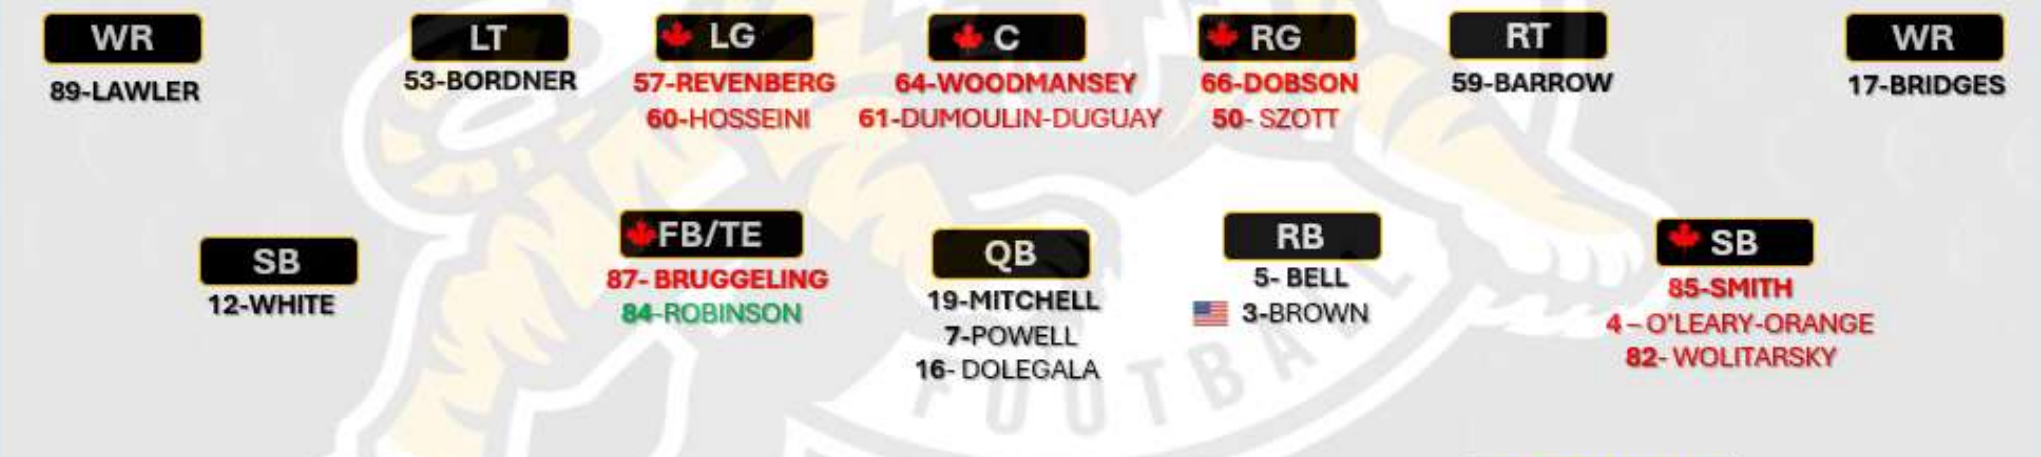 WR
LT
LG
C
RG
RT
WR
89-LAWLER
53-BORDNER
57-REVENBERG
64-WOODMANSEY
66-DOBSON
59-BARROW
17-BRIDGES
60-HOSSEINI
61-DUMOULIN-DUGUAY
50- SZOTT
SB
FB/TE
QB
RB
SB
12-WHITE
87- BRUGGELING
19-MITCHELL
5- BELL
85-SMITH
84-ROBINSON
7-POWELL
3-BROWN
4 – O'LEARY-ORANGE
16- DOLEGALA
82- WOLITARSKY
FOOTBALL